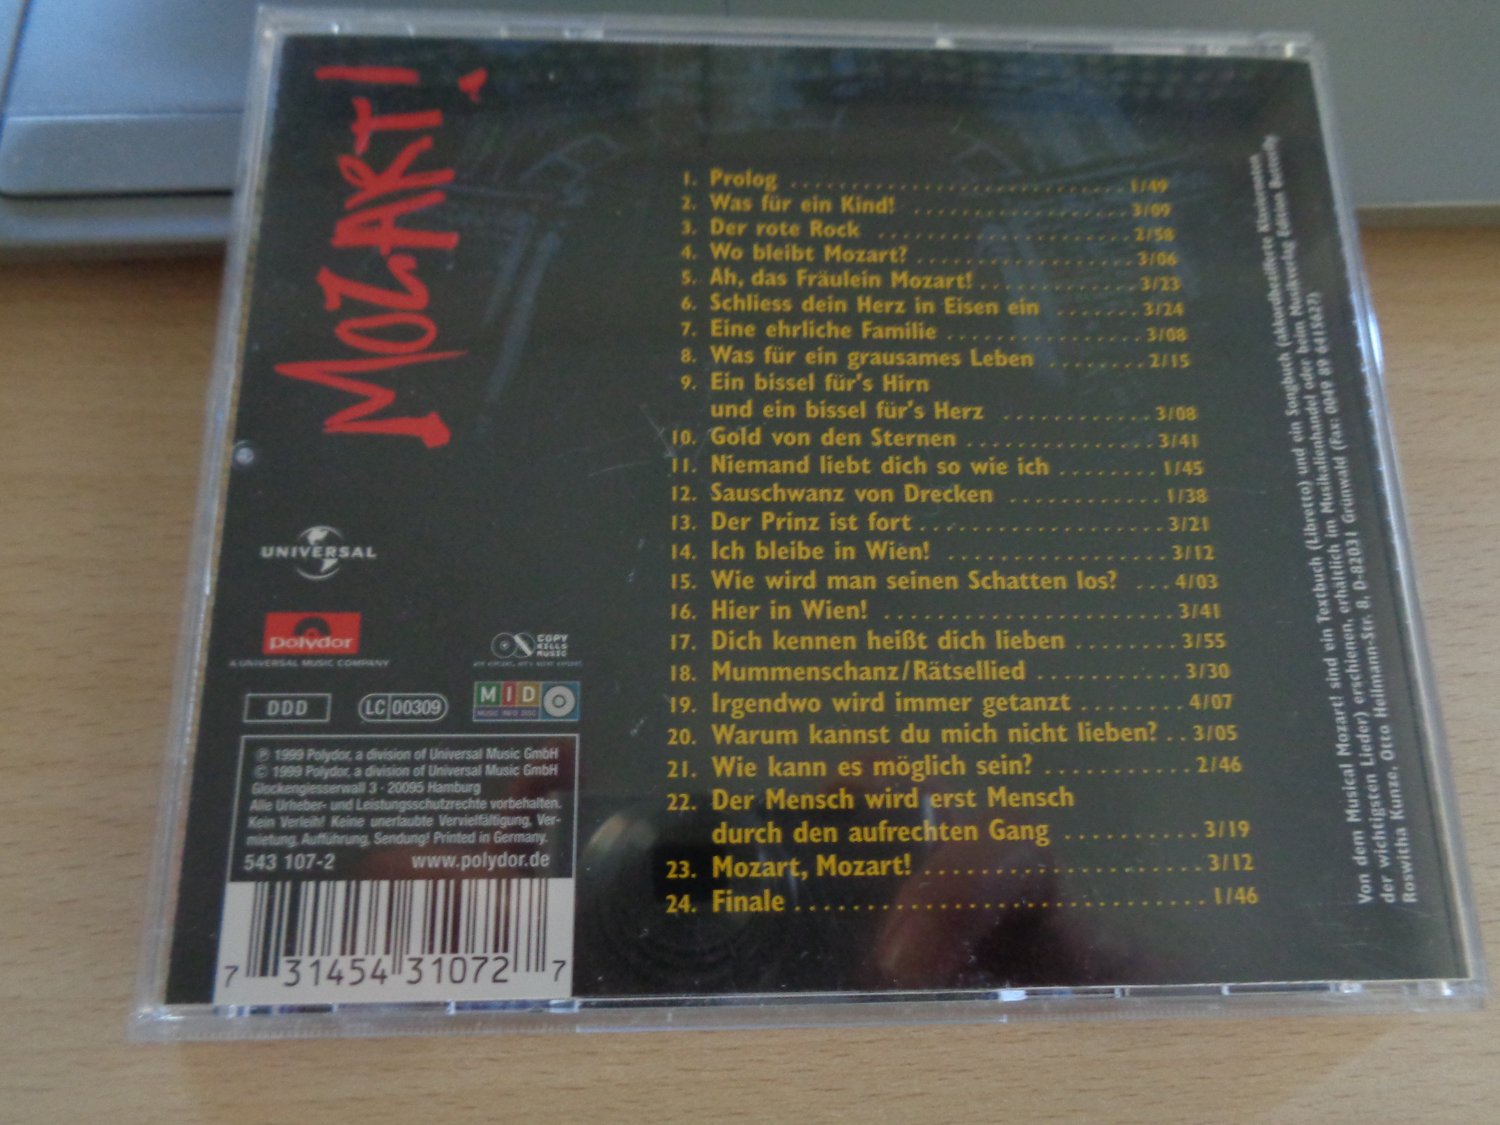 MOZART!
1. Prolog 1/49
2. Was für ein Kind! 3/09
3. Der rote Rock 2/58
4. Wo bleibt Mozart? 3/06
5. Ah, das Fräulein Mozart! 3/23
6. Schliess dein Herz in Eisen ein 3/24
7. Eine ehrliche Familie 3/08
8. Was für ein grausames Leben 2/15
9. Ein bissel für's Hirn
und ein bissel für's Herz 3/08
10. Gold von den Sternen 3/41
11. Niemand liebt dich so wie ich 1/45
12. Sauschwanz von Drecken 1/38
13. Der Prinz ist fort 3/21
14. Ich bleibe in Wien! 3/12
15. Wie wird man seinen Schatten los? 4/03
16. Hier in Wien! 3/41
17. Dich kennen heißt dich lieben 3/55
18. Mummenschanz/Rätsellied 3/30
19. Irgendwo wird immer getanzt 4/07
20. Warum kannst du mich nicht lieben? 3/05
21. Wie kann es möglich sein? 2/46
22. Der Mensch wird erst Mensch
durch den aufrechten Gang 3/19
23. Mozart, Mozart! 3/12
24. Finale 1/46
UNIVERSAL
polydor
A UNIVERSAL MUSIC COMPANY
COPY
KILLS
MUSIC
DDD
LC 00309
MID
MUSIC INFO DISC
℗ 1999 Polydor, a division of Universal Music GmbH
© 1999 Polydor, a division of Universal Music GmbH
Glockengiesserwall 3 · 20095 Hamburg
Alle Urheber- und Leistungsschutzrechte vorbehalten.
Kein Verleih! Keine unerlaubte Vervielfältigung, Ver-
mietung, Aufführung, Sendung! Printed in Germany.
543 107-2 www.polydor.de
7 31454 31072 7
Von dem Musical Mozart! sind ein Textbuch (Libretto) und ein Songbuch (akkordbezifferte Klaviernoten
der wichtigsten Lieder) erschienen, erhältlich im Musikalienhandel oder beim Musikverlag Edition Butterfly
Roswitha Kunze, Otto Heilmann-Str. 8, D-82031 Grünwald (Fax: 0049 89 6415627)